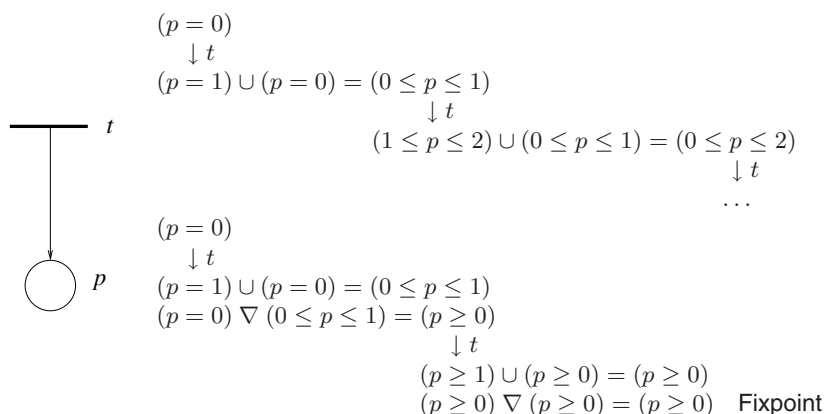 (p = 0)
↓ t
(p = 1) ∪ (p = 0) = (0 ≤ p ≤ 1)
↓ t
t
(1 ≤ p ≤ 2) ∪ (0 ≤ p ≤ 1) = (0 ≤ p ≤ 2)
↓ t
...
(p = 0)
↓ t
p
(p = 1) ∪ (p = 0) = (0 ≤ p ≤ 1)
(p = 0) ∇ (0 ≤ p ≤ 1) = (p ≥ 0)
↓ t
(p ≥ 1) ∪ (p ≥ 0) = (p ≥ 0)
(p ≥ 0) ∇ (p ≥ 0) = (p ≥ 0) Fixpoint